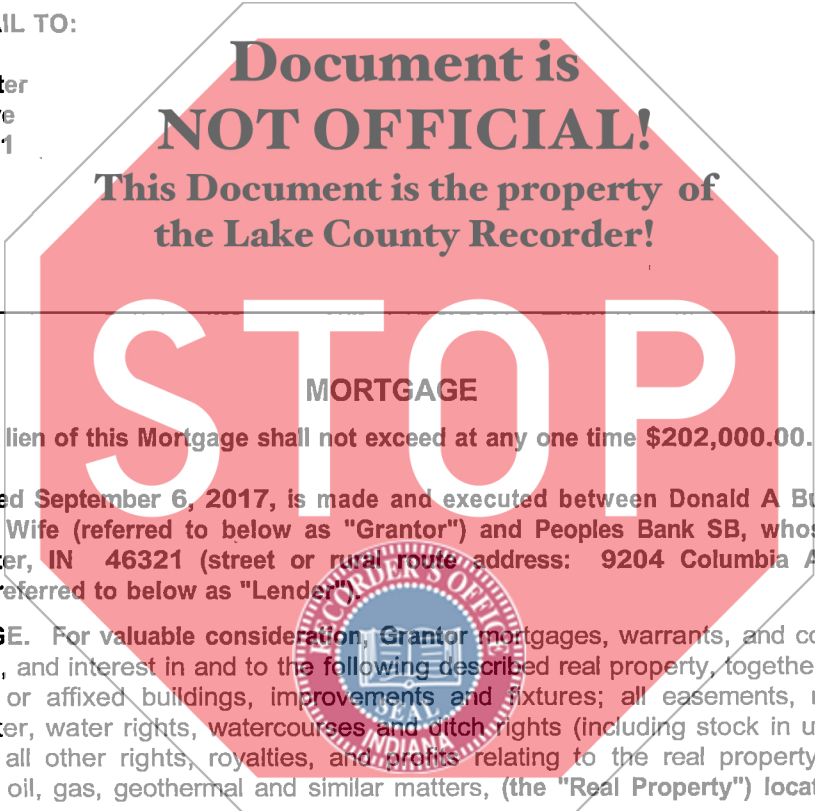 IL TO:
ter
e
1
Document is
NOT OFFICIAL!
This Document is the property of
the Lake County Recorder!
STOP
MORTGAGE
lien of this Mortgage shall not exceed at any one time $202,000.00.
ed September 6, 2017, is made and executed between Donald A Bu
Wife (referred to below as "Grantor") and Peoples Bank SB, whos
er, IN 46321 (street or rural route address: 9204 Columbia A
referred to below as "Lender").
GE. For valuable consideration, Grantor mortgages, warrants, and co
, and interest in and to the following described real property, togethe
or affixed buildings, improvements and fixtures; all easements, r
ter, water rights, watercourses and ditch rights (including stock in u
all other rights, royalties, and profits relating to the real property
oil, gas, geothermal and similar matters, (the "Real Property") locat
RECORDER'S OFFICE
SEAL
INDIANA